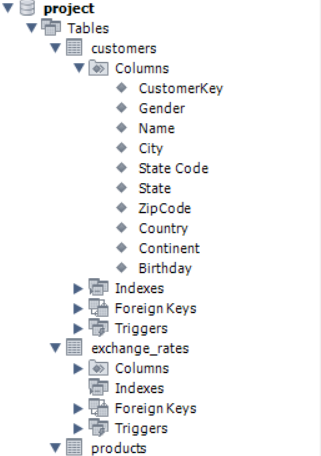 project
Tables
customers
Columns
CustomerKey
Gender
Name
City
State Code
State
ZipCode
Country
Continent
Birthday
Indexes
Foreign Keys
Triggers
exchange_rates
Columns
Indexes
Foreign Keys
Triggers
products